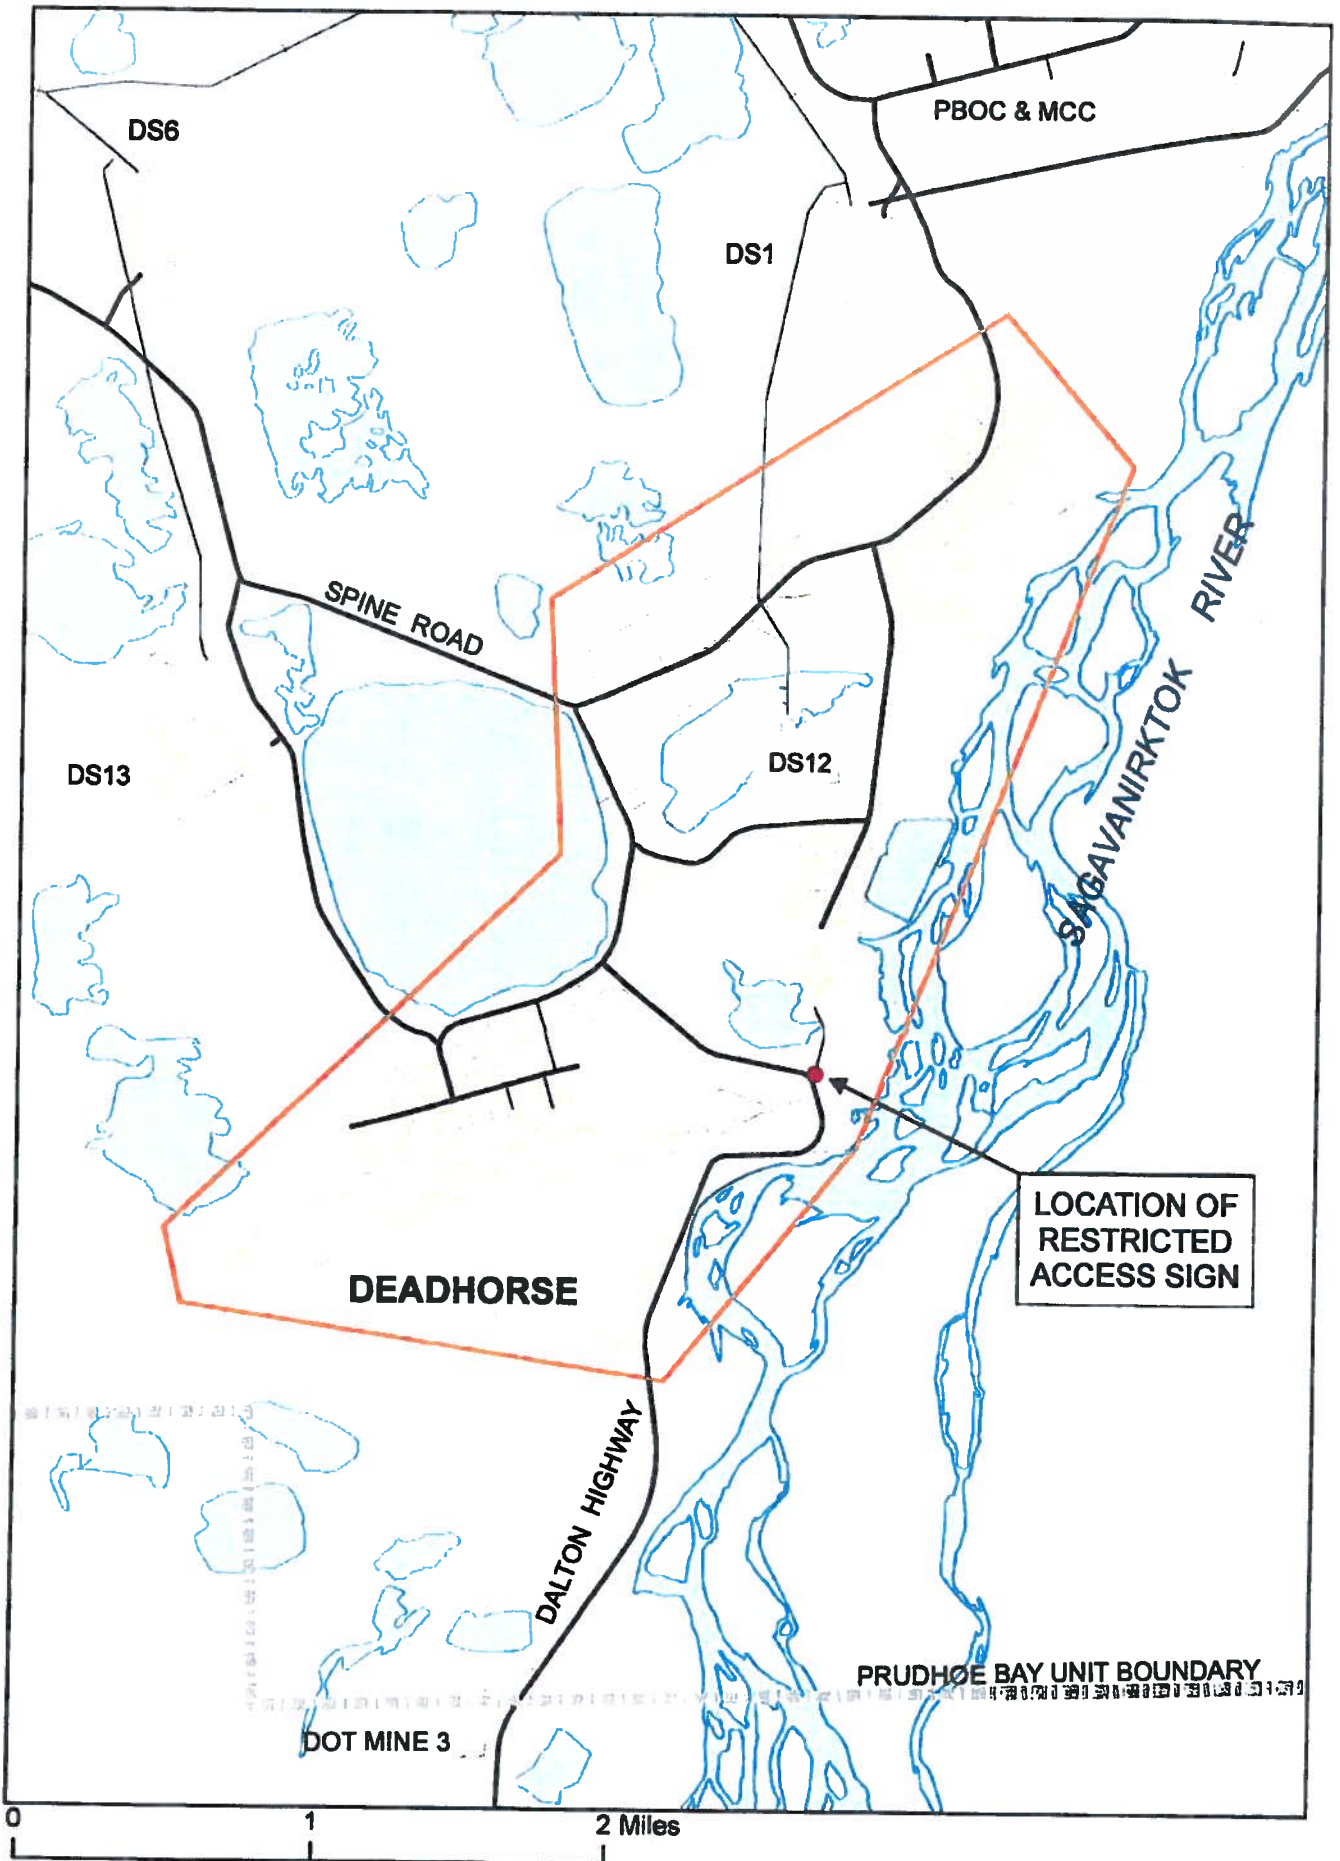 PBOC & MCC
DS6
DS1
SPINE ROAD
RIVER
SAGAVANIRKTOK
DS13
DS12
LOCATION OF
RESTRICTED
ACCESS SIGN
DEADHORSE
DALTON HIGHWAY
PRUDHOE BAY UNIT BOUNDARY
DOT MINE 3
0 1 2 Miles